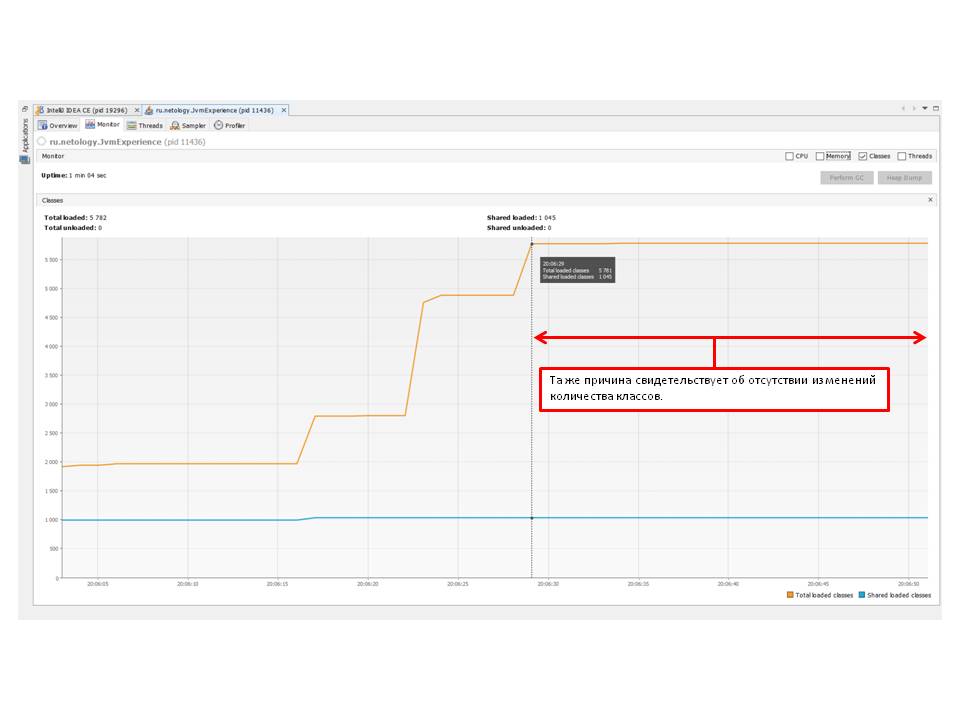 IntelliJ IDEA CE (pid 19296) ru.netology.JvmExperience (pid 11436)
Applications
Overview Monitor Threads Sampler Profiler
ru.netology.JvmExperience (pid 11436)
Monitor CPU Memory Classes Threads
Uptime: 1 min 04 sec Perform GC Heap Dump
Classes
Total loaded: 5 782 Shared loaded: 1 045
Total unloaded: 0 Shared unloaded: 0
5 500
5 000
4 500
4 000
3 500
3 000
2 500
2 000
1 500
1 000
500
0
20:06:29
Total loaded classes 5 781
Shared loaded classes 1 045
Та же причина свидетельствует об отсутствии изменений
количества классов.
20:06:05 20:06:10 20:06:15 20:06:20 20:06:25 20:06:30 20:06:35 20:06:40 20:06:45 20:06:50
Total loaded classes Shared loaded classes